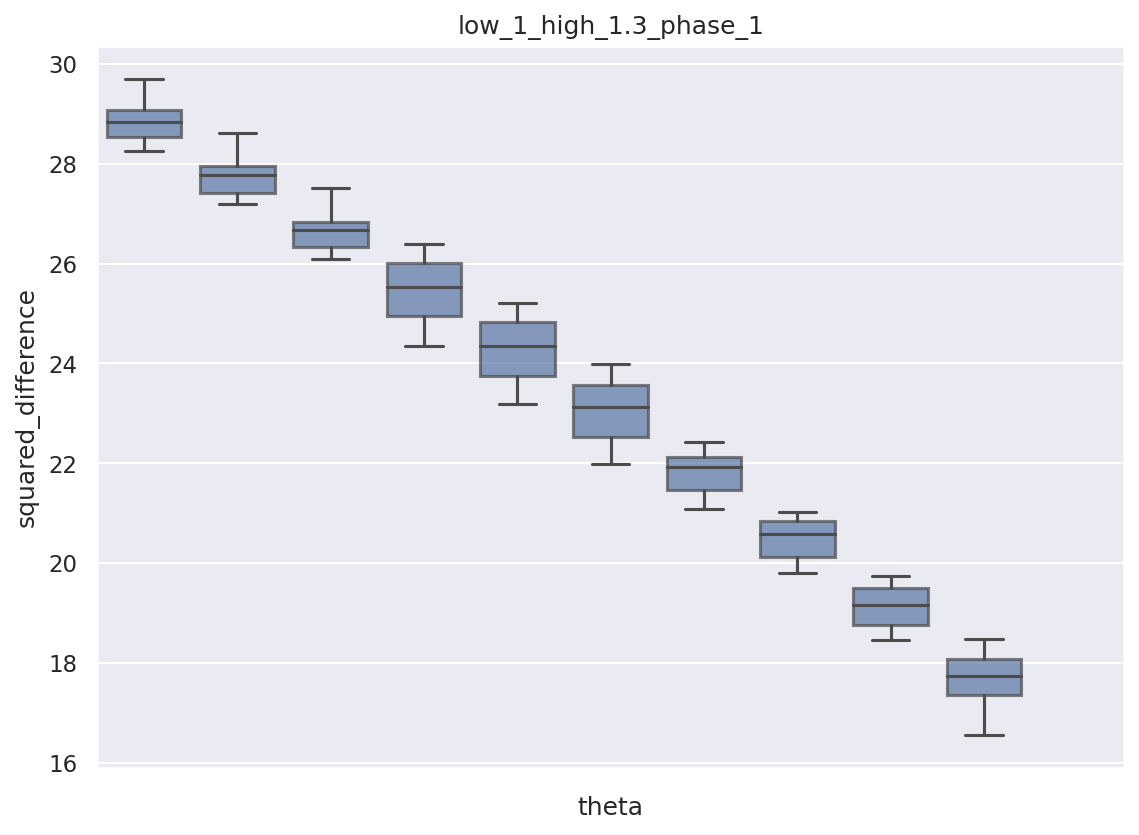 low_1_high_1.3_phase_1
30
28
26
24
22
20
18
16
squared_difference
theta